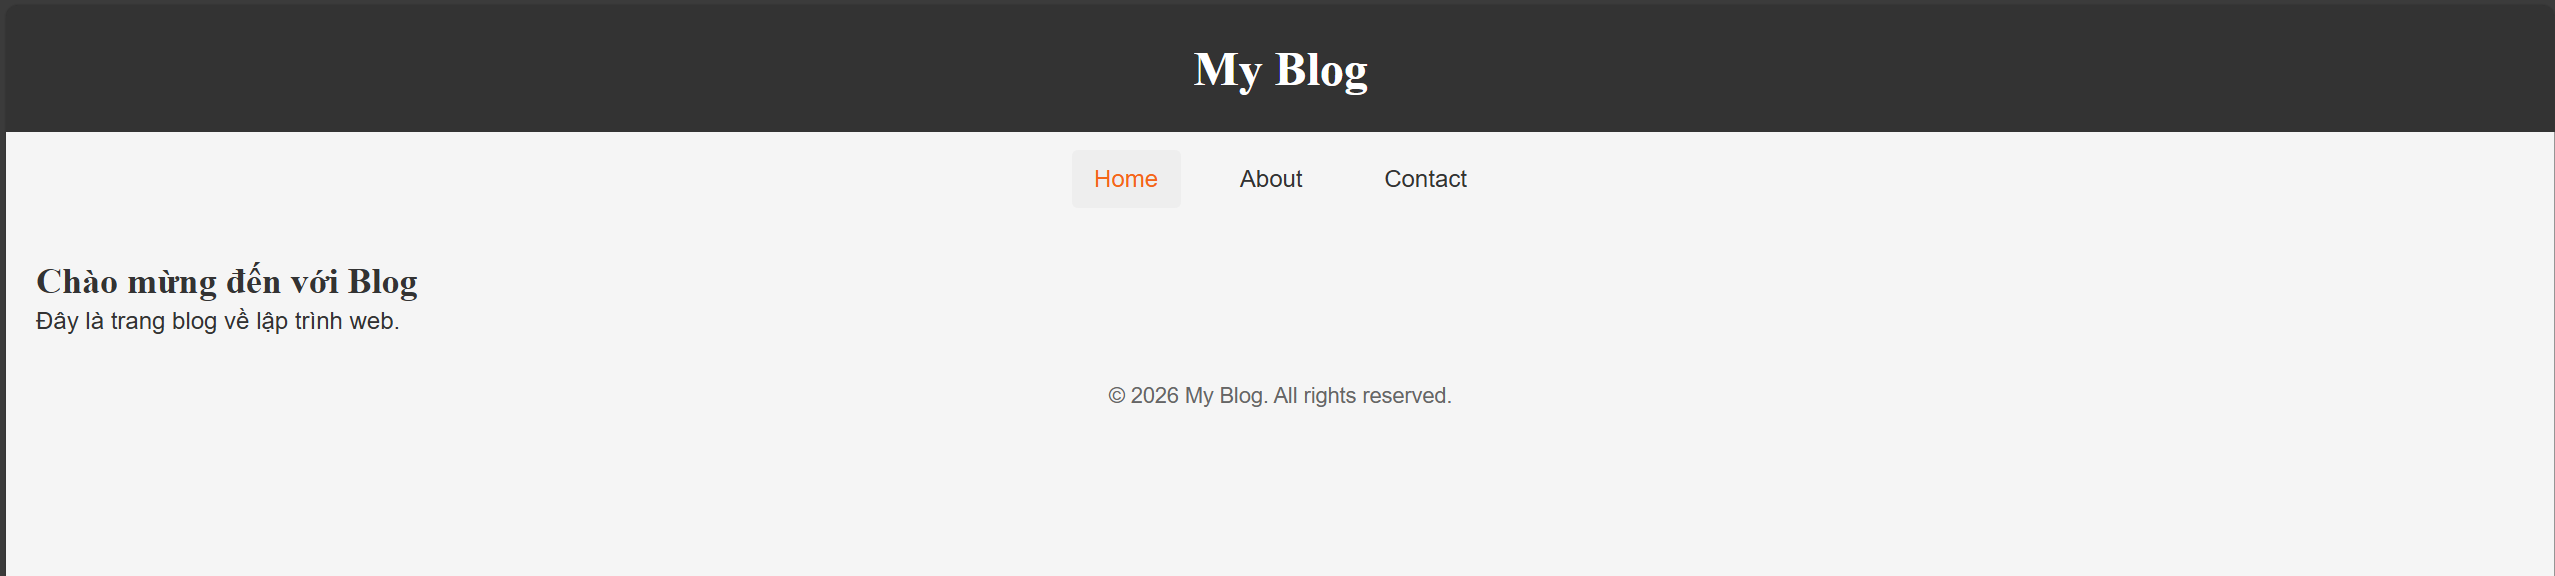 My Blog
Home About Contact
Chào mừng đến với Blog
Đây là trang blog về lập trình web.
© 2026 My Blog. All rights reserved.